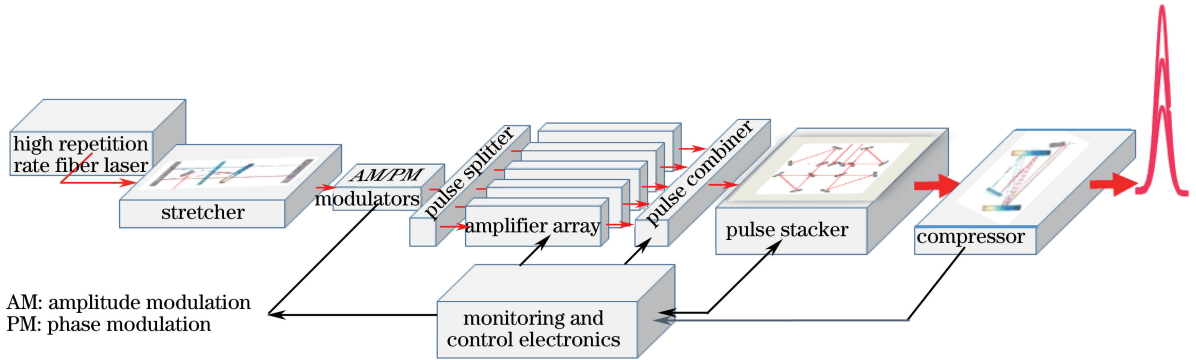 high repetition
rate fiber laser
stretcher
AM/PM
modulators
pulse splitter
amplifier array
pulse combiner
pulse stacker
compressor
AM: amplitude modulation
PM: phase modulation
monitoring and
control electronics